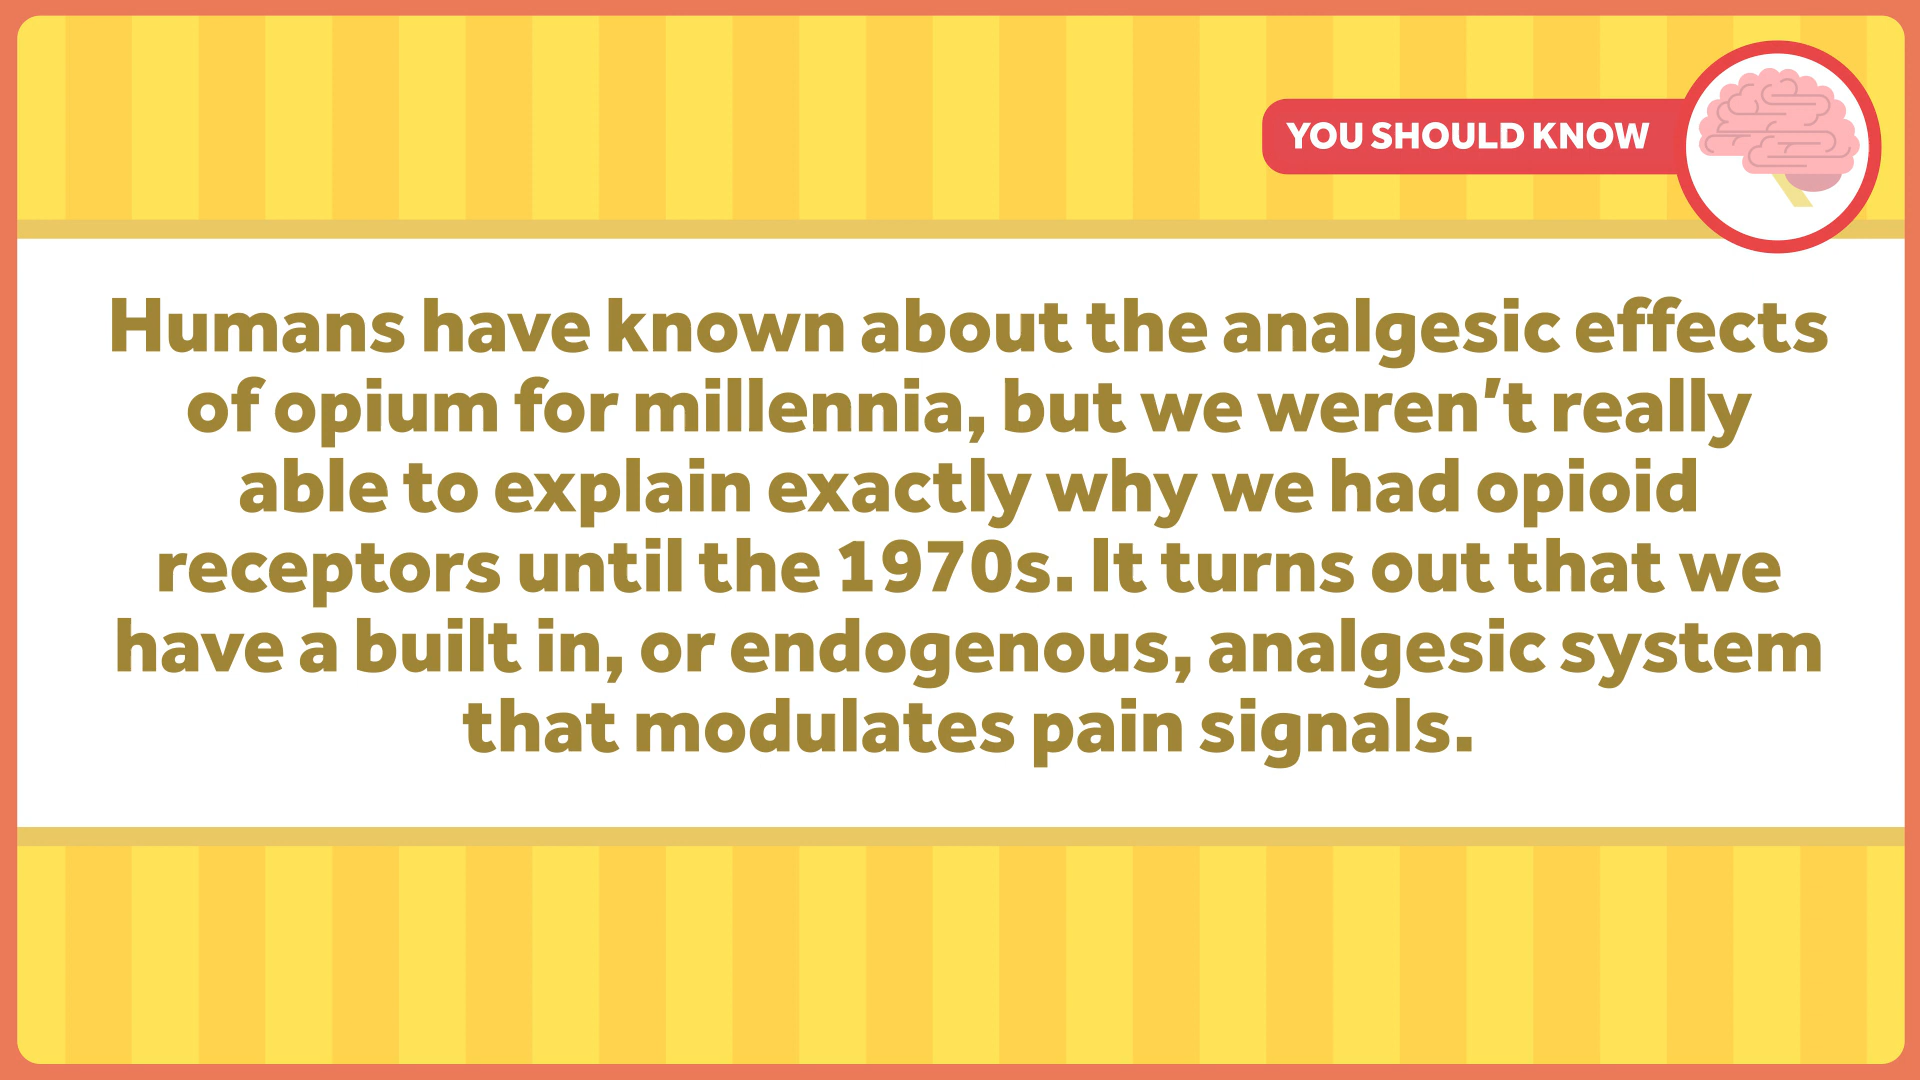 YOU SHOULD KNOW
Humans have known about the analgesic effects
of opium for millennia, but we weren't really
able to explain exactly why we had opioid
receptors until the 1970s. It turns out that we
have a built in, or endogenous, analgesic system
that modulates pain signals.